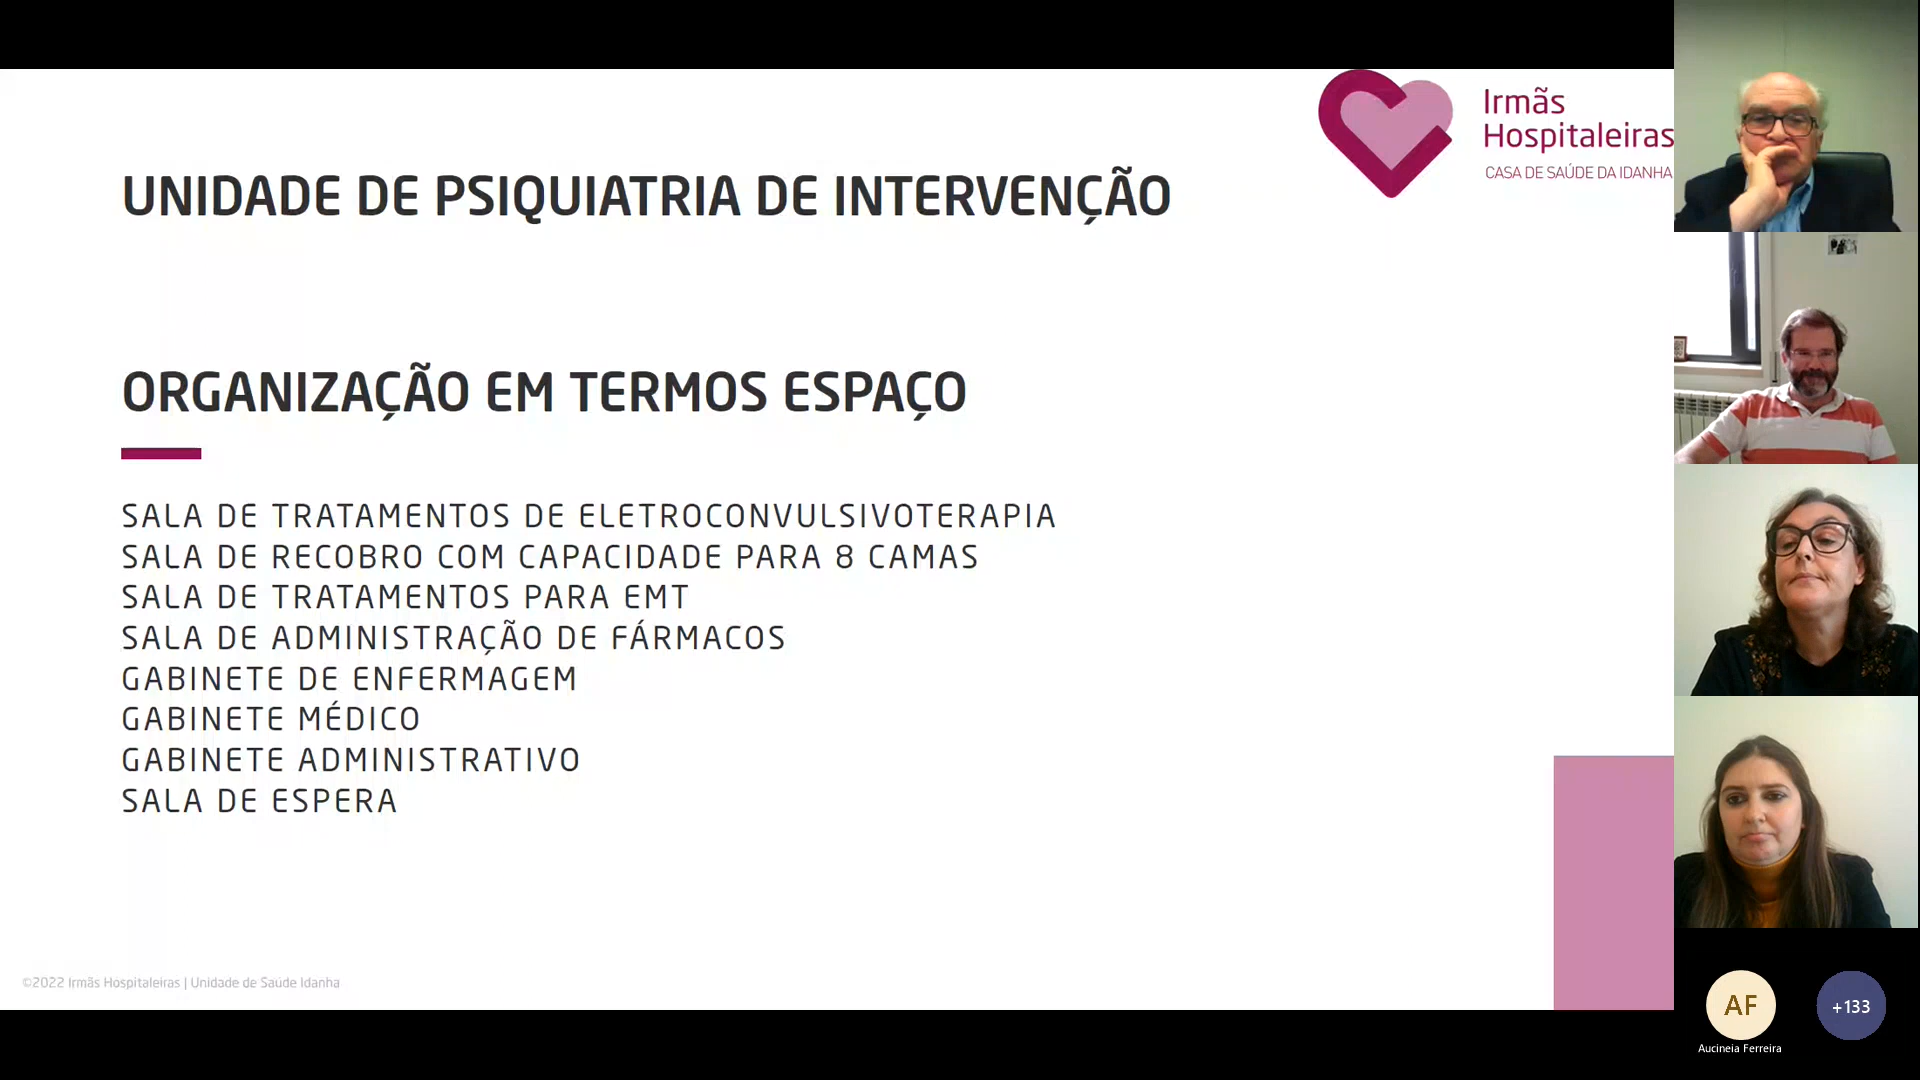 Irmãs
Hospitaleiras
CASA DE SAÚDE DA IDANHA
UNIDADE DE PSIQUIATRIA DE INTERVENÇÃO
ORGANIZAÇÃO EM TERMOS ESPAÇO
SALA DE TRATAMENTOS DE ELETROCONVULSIVOTERAPIA
SALA DE RECOBRO COM CAPACIDADE PARA 8 CAMAS
SALA DE TRATAMENTOS PARA EMT
SALA DE ADMINISTRAÇÃO DE FÁRMACOS
GABINETE DE ENFERMAGEM
GABINETE MÉDICO
GABINETE ADMINISTRATIVO
SALA DE ESPERA
©2022 Irmãs Hospitaleiras | Unidade de Saúde Idanha
AF
+133
Aucineia Ferreira